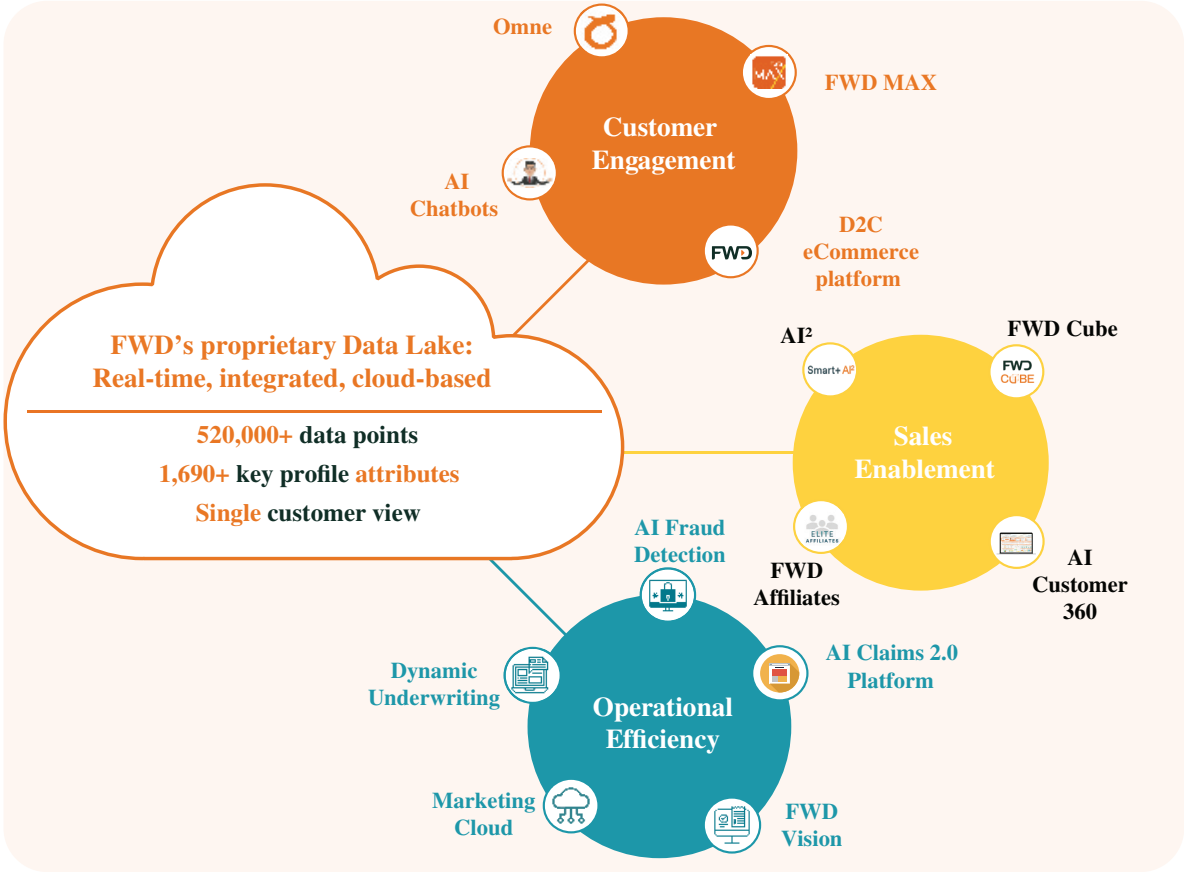 Omne
MAX
FWD MAX
Customer
Engagement
AI
Chatbots
FWD
D2C
eCommerce
platform
FWD’s proprietary Data Lake:
Real-time, integrated, cloud-based
520,000+ data points
1,690+ key profile attributes
Single customer view
AI²
Smart+ AI²
FWD Cube
FWD
CuBE
Sales
Enablement
ELITE
AFFILIATES
FWD
Affiliates
AI
Customer
360
AI Fraud
Detection
Dynamic
Underwriting
AI Claims 2.0
Platform
Operational
Efficiency
Marketing
Cloud
FWD
Vision